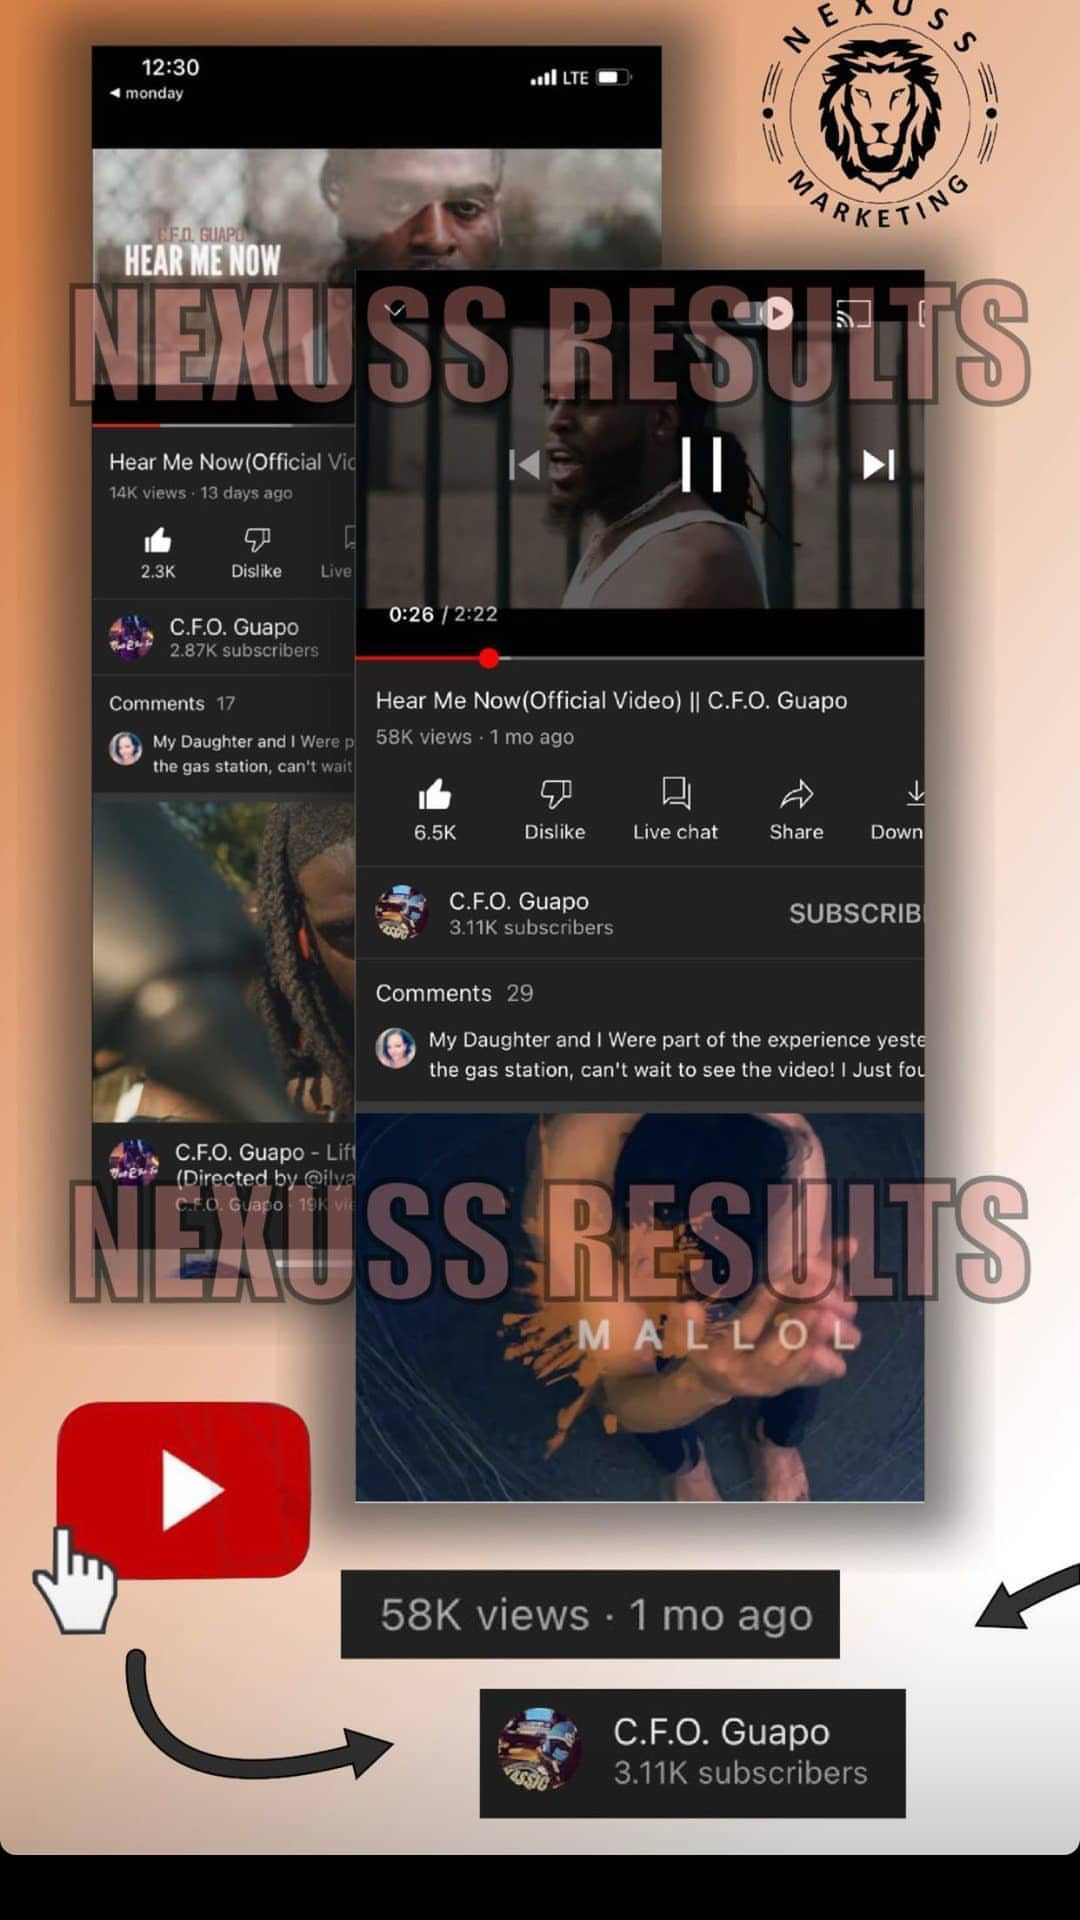 NEXUSS
MARKETING
12:30
LTE
◀ monday
C.F.O. GUAPO
HEAR ME NOW
NEXUSS RESULTS
Hear Me Now(Official Vid
14K views · 13 days ago
2.3K
Dislike
Live
C.F.O. Guapo
2.87K subscribers
Comments 17
My Daughter and I Were p
the gas station, can't wait
C.F.O. Guapo - Lift
(Directed by @ilya
C.F.O. Guapo · 19K vie
0:26 / 2:22
Hear Me Now(Official Video) || C.F.O. Guapo
58K views · 1 mo ago
6.5K
Dislike
Live chat
Share
Down
C.F.O. Guapo
3.11K subscribers
SUBSCRIB
Comments 29
My Daughter and I Were part of the experience yeste
the gas station, can't wait to see the video! I Just fou
NEXUSS RESULTS
MALLOL
58K views · 1 mo ago
C.F.O. Guapo
3.11K subscribers